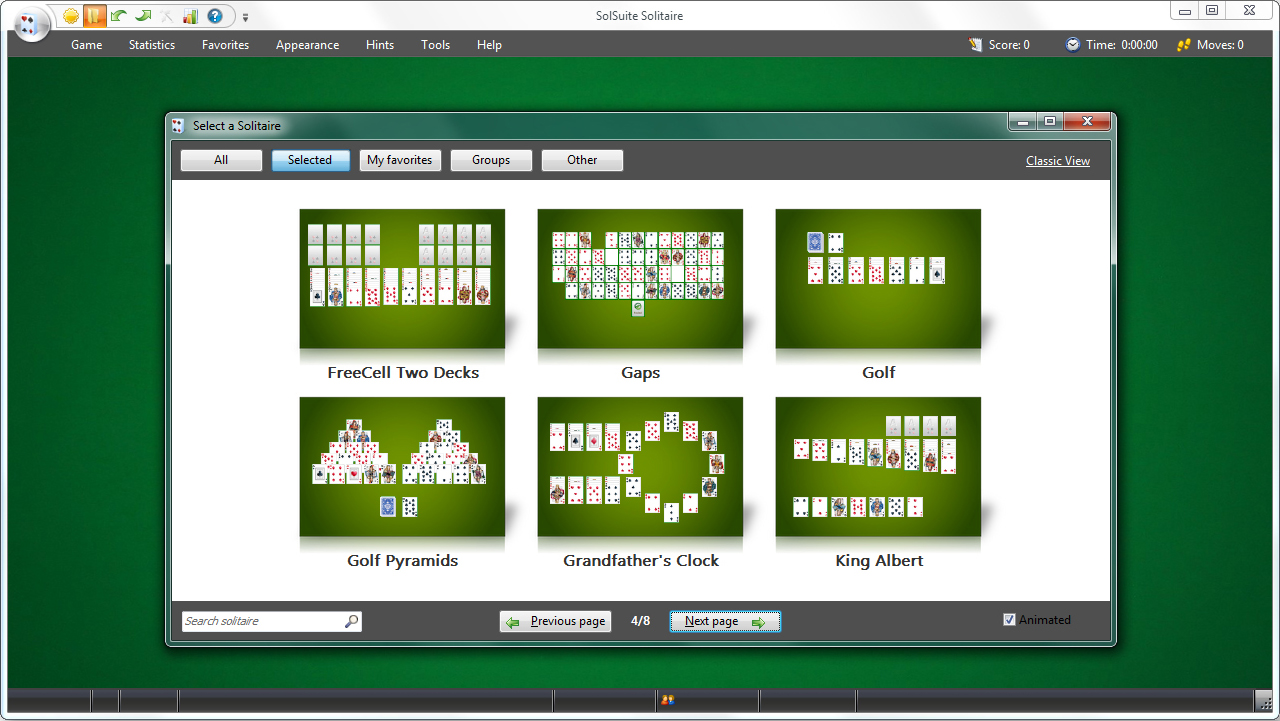 SolSuite Solitaire
Game Statistics Favorites Appearance Hints Tools Help Score: 0 Time: 0:00:00 Moves: 0
Select a Solitaire
All Selected My favorites Groups Other Classic View
FreeCell Two Decks Gaps Golf
Golf Pyramids Grandfather's Clock King Albert
Search solitaire Previous page 4/8 Next page Animated